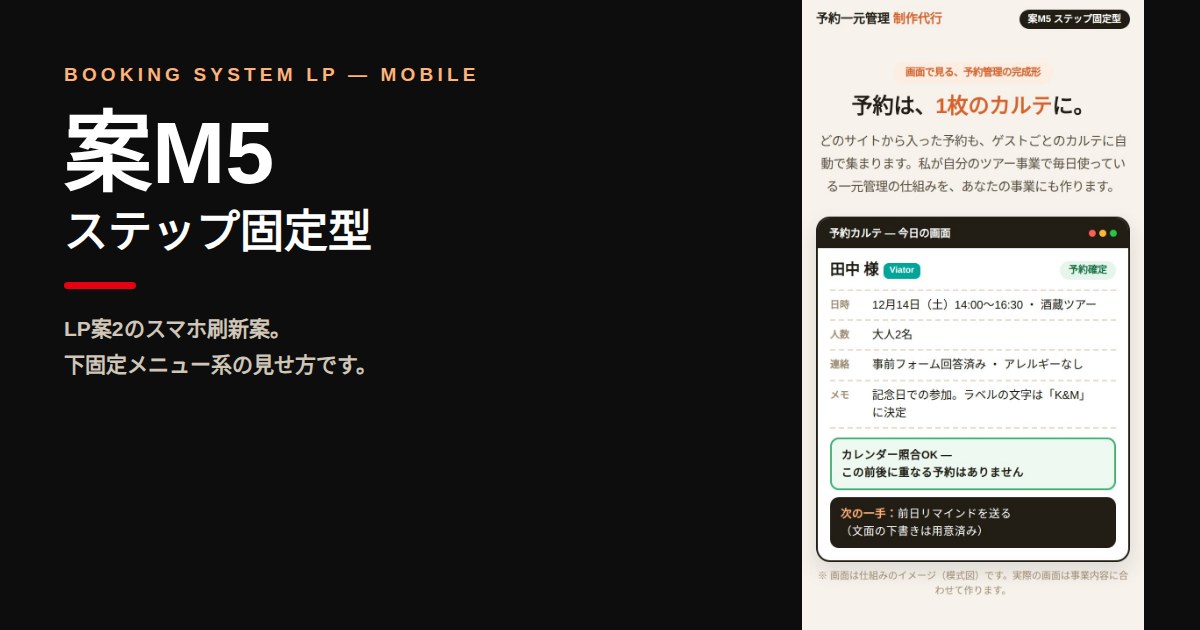 BOOKING SYSTEM LP — MOBILE
案M5
ステップ固定型
LP案2のスマホ刷新案。
下固定メニュー系の見せ方です。
予約一元管理 制作代行
案M5 ステップ固定型
画面で見る、予約管理の完成形
予約は、1枚のカルテに。
どのサイトから入った予約も、ゲストごとのカルテに自
動で集まります。私が自分のツアー事業で毎日使ってい
る一元管理の仕組みを、あなたの事業にも作ります。
予約カルテ — 今日の画面
田中 様 Viator 予約確定
日時 12月14日（土）14:00〜16:30 ・ 酒蔵ツアー
人数 大人2名
連絡 事前フォーム回答済み ・ アレルギーなし
メモ 記念日での参加。ラベルの文字は「K&M」
に決定
カレンダー照合OK —
この前後に重なる予約はありません
次の一手：前日リマインドを送る
（文面の下書きは用意済み）
※ 画面は仕組みのイメージ（模式図）です。実際の画面は事業内容に合
わせて作ります。